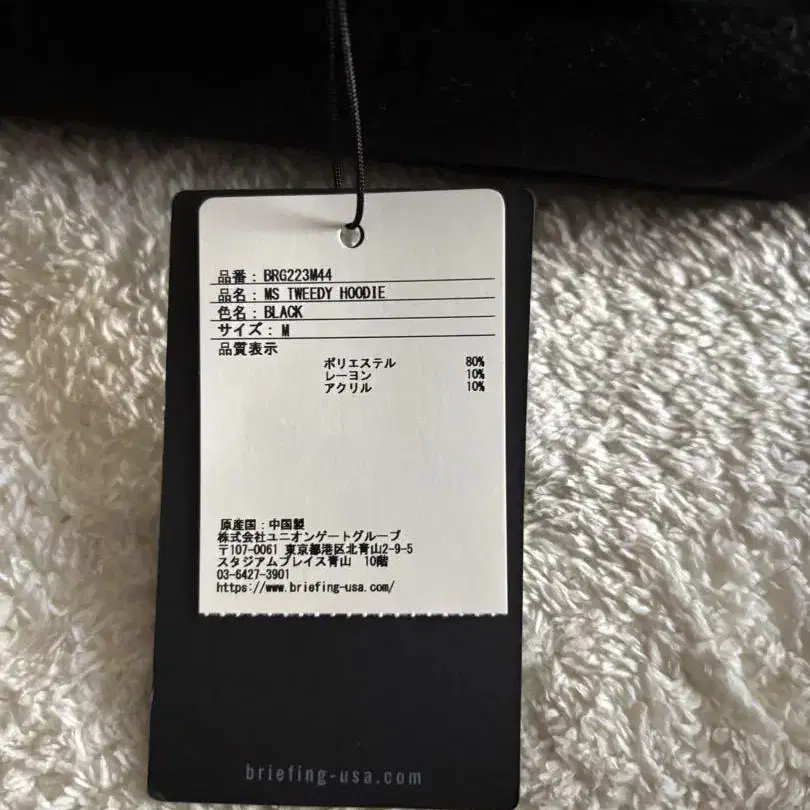 品番：BRG223M44
品名：MS TWEEDY HOODIE
色名：BLACK
サイズ：M
品質表示
ポリエステル 80%
レーヨン 10%
アクリル 10%
原産国：中国製
株式会社ユニオンゲートグループ
〒107-0061 東京都港区北青山2-9-5
スタジアムプレイス青山 10階
03-6427-3901
https://www.briefing-usa.com/
briefing-usa.com